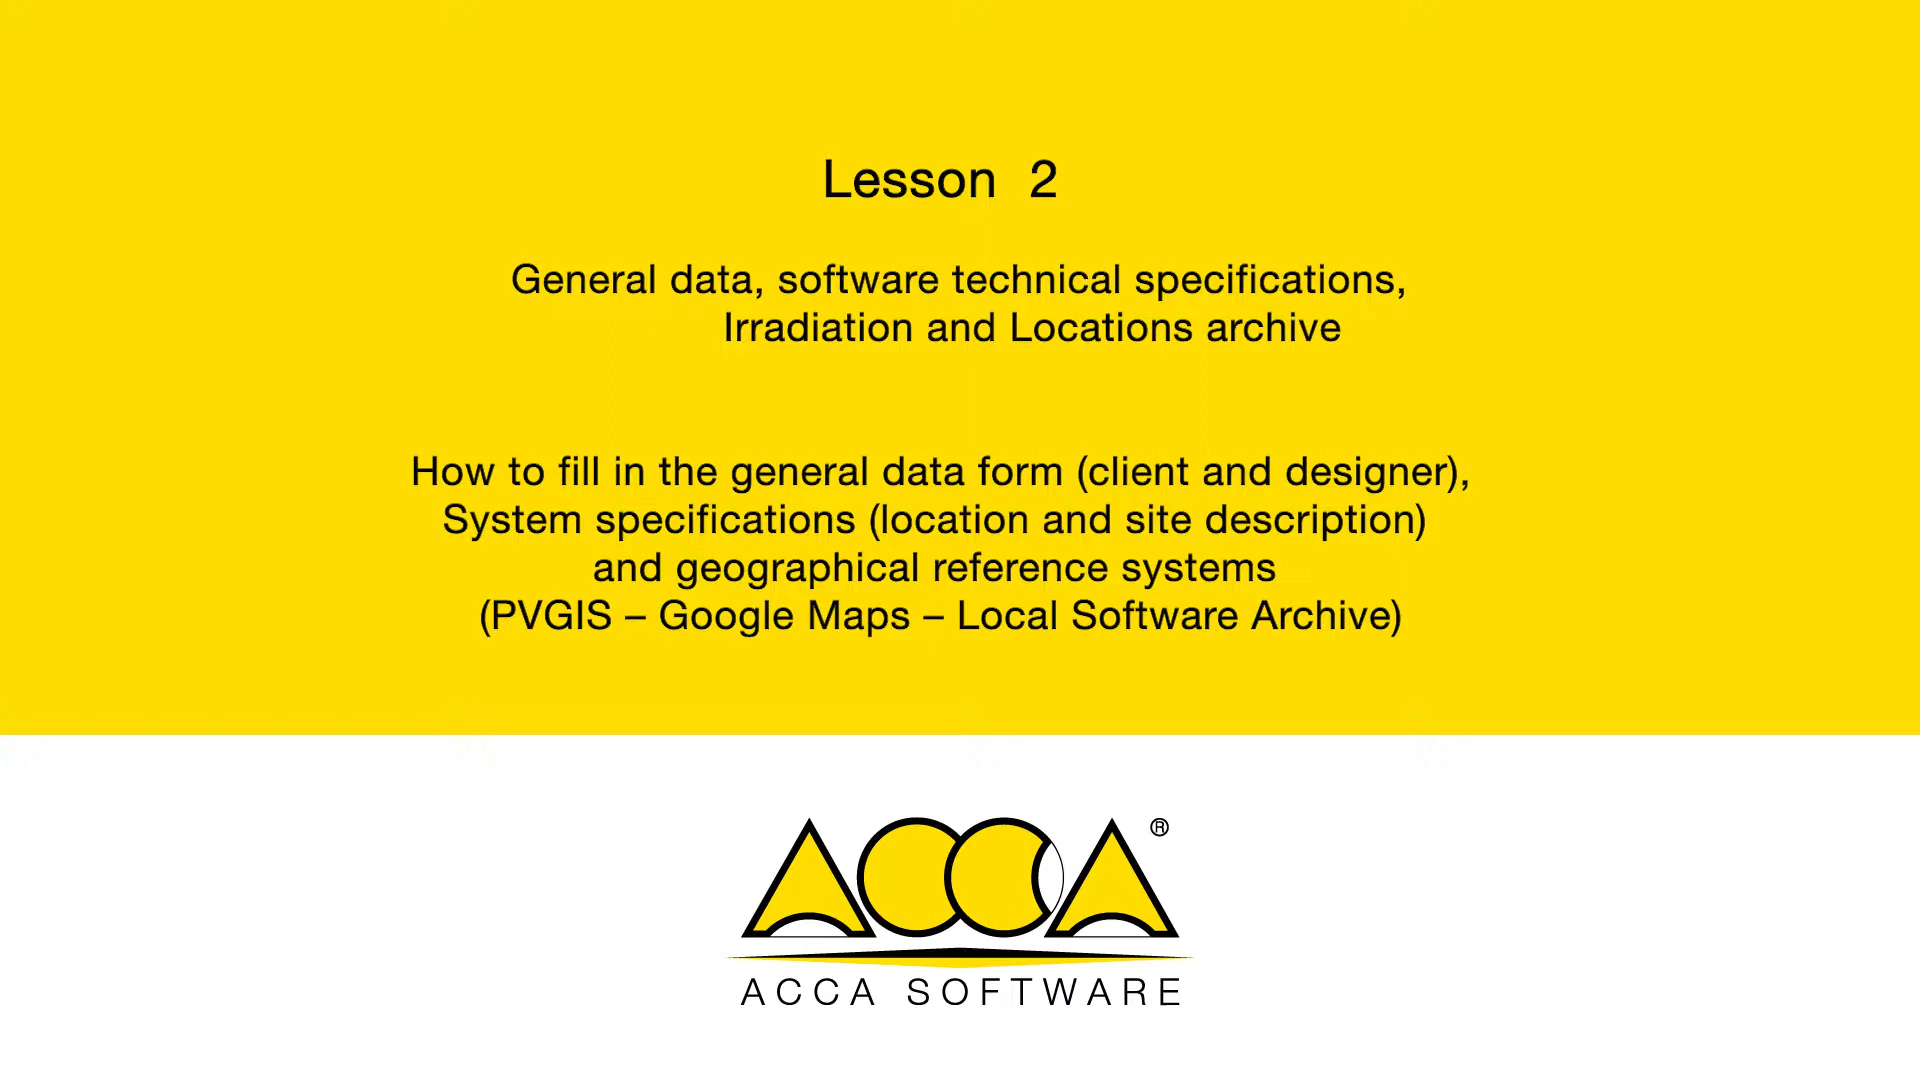 Lesson 2
General data, software technical specifications,
Irradiation and Locations archive
How to fill in the general data form (client and designer),
System specifications (location and site description)
and geographical reference systems
(PVGIS – Google Maps – Local Software Archive)
ACCA ®
ACCA SOFTWARE